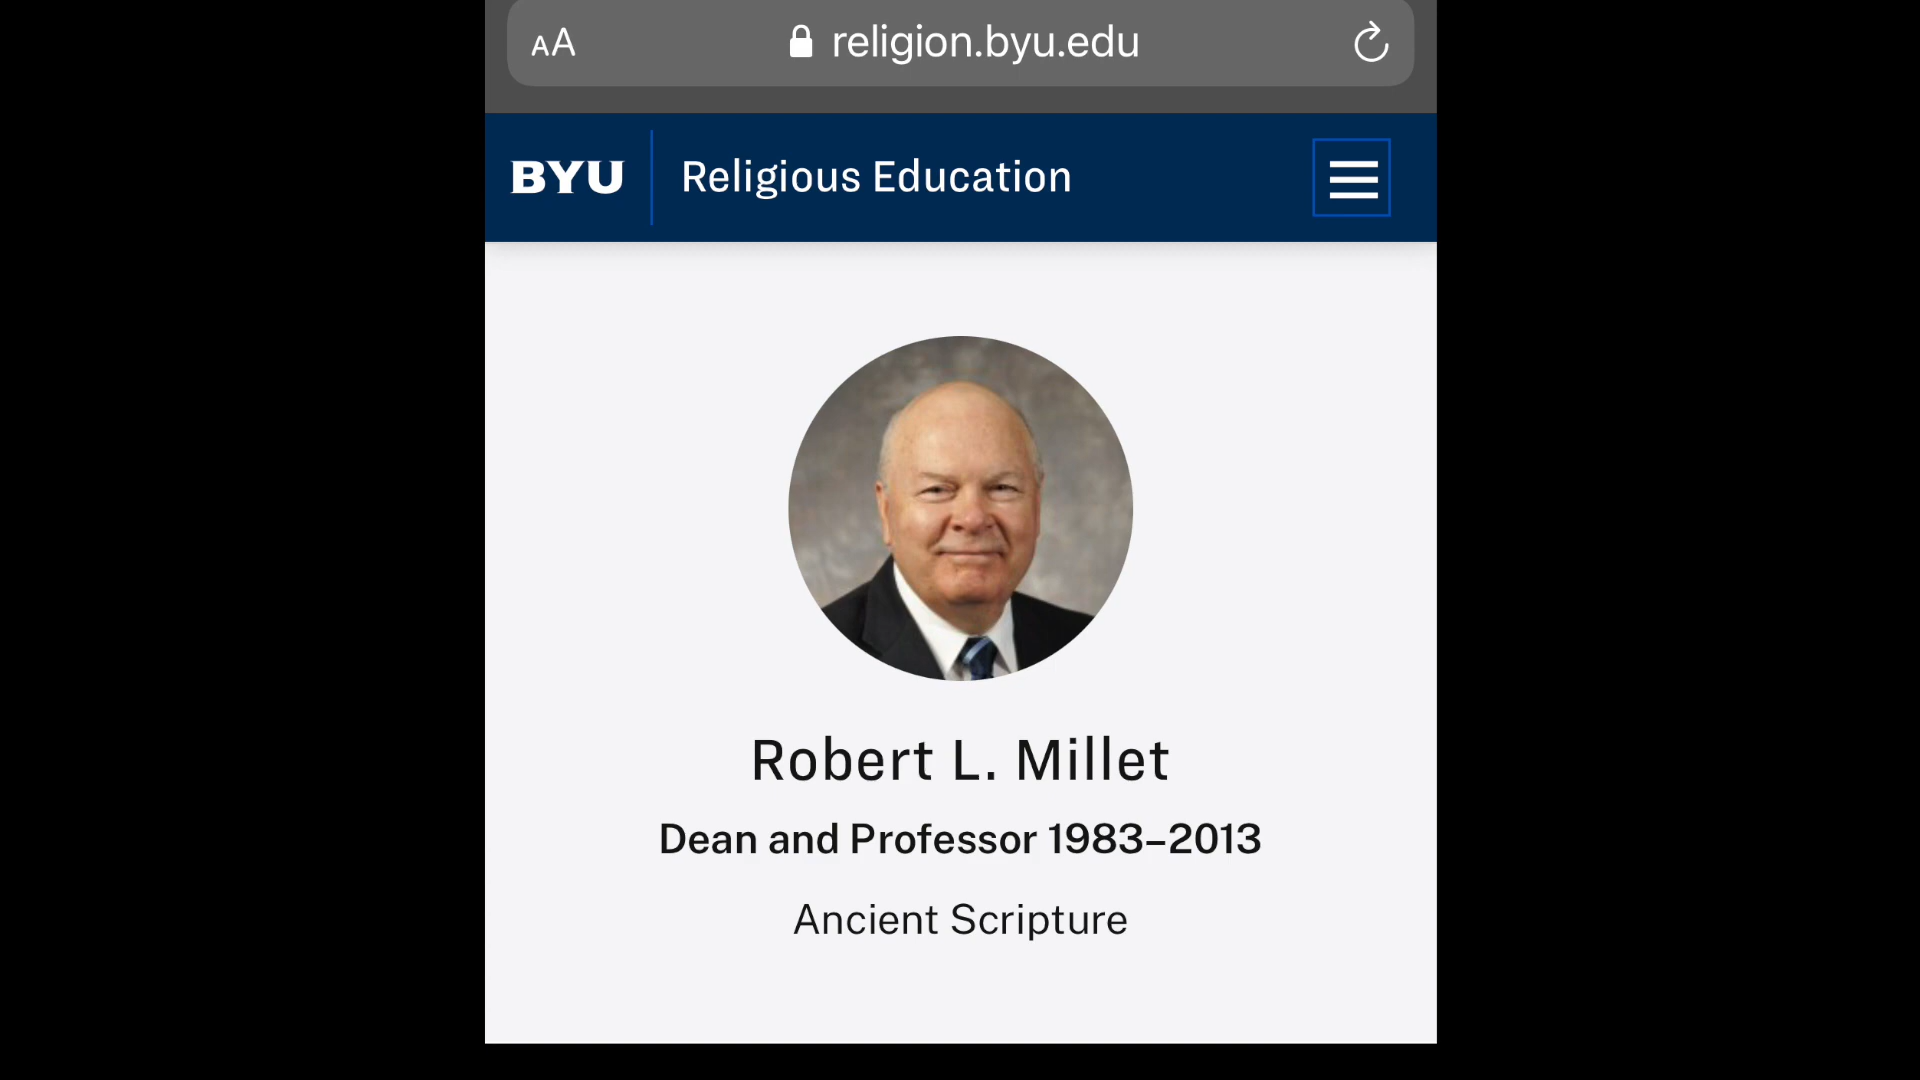 AA religion.byu.edu
BYU Religious Education
Robert L. Millet
Dean and Professor 1983–2013
Ancient Scripture